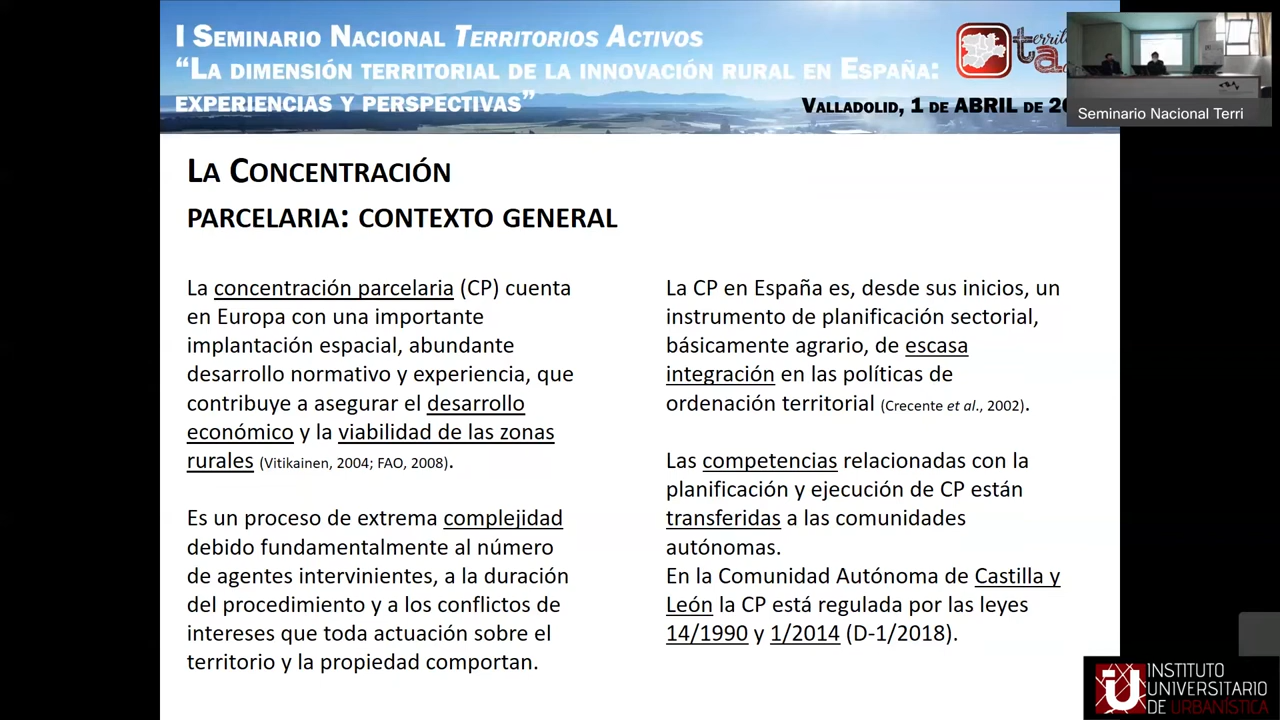 I Seminario Nacional Territorios Activos
“La dimensión territorial de la innovación rural en España:
experiencias y perspectivas”
Valladolid, 1 de ABRIL de
Seminario Nacional Terri
La Concentración
parcelaria: contexto general
La concentración parcelaria (CP) cuenta
en Europa con una importante
implantación espacial, abundante
desarrollo normativo y experiencia, que
contribuye a asegurar el desarrollo
económico y la viabilidad de las zonas
rurales (Vitikainen, 2004; FAO, 2008).
Es un proceso de extrema complejidad
debido fundamentalmente al número
de agentes intervinientes, a la duración
del procedimiento y a los conflictos de
intereses que toda actuación sobre el
territorio y la propiedad comportan.
La CP en España es, desde sus inicios, un
instrumento de planificación sectorial,
básicamente agrario, de escasa
integración en las políticas de
ordenación territorial (Crecente et al., 2002).
Las competencias relacionadas con la
planificación y ejecución de CP están
transferidas a las comunidades
autónomas.
En la Comunidad Autónoma de Castilla y
León la CP está regulada por las leyes
14/1990 y 1/2014 (D-1/2018).
INSTITUTO
UNIVERSITARIO
DE URBANÍSTICA